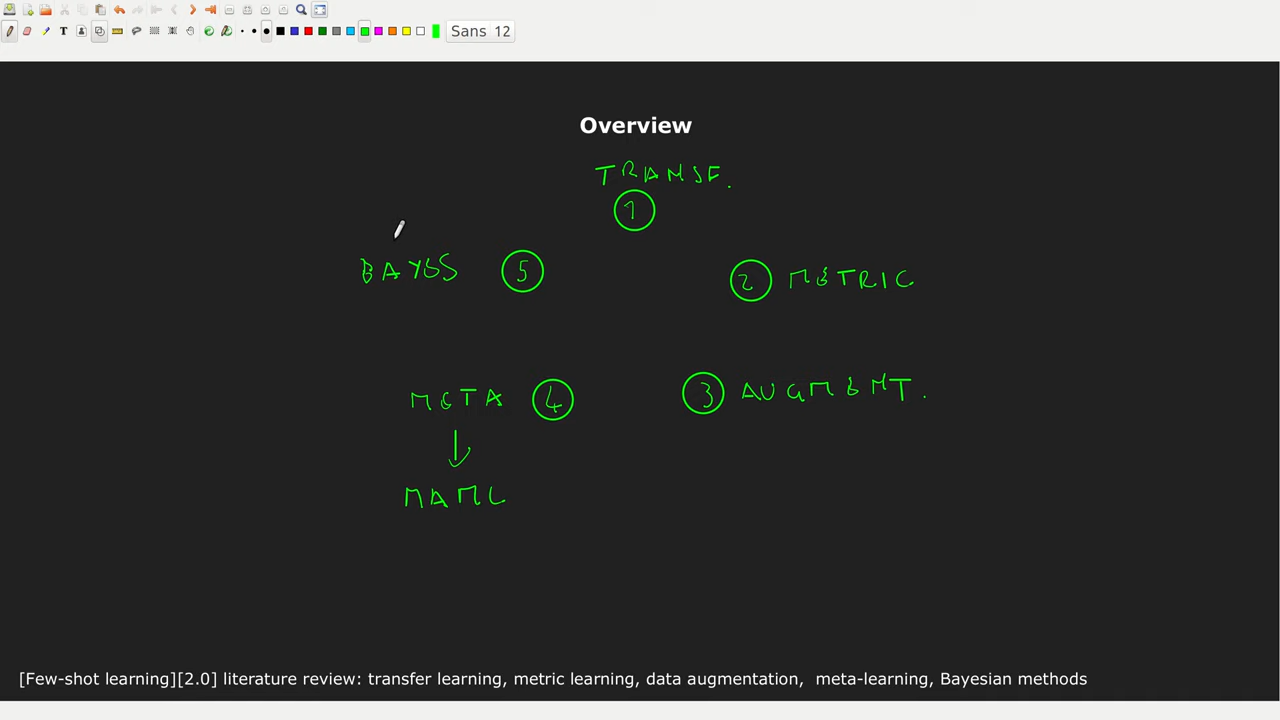 Sans 12
Overview
TRANSF.
1
BAYES 5
2 METRIC
META 4
3 AUGMENT.
MAML
[Few-shot learning][2.0] literature review: transfer learning, metric learning, data augmentation, meta-learning, Bayesian methods